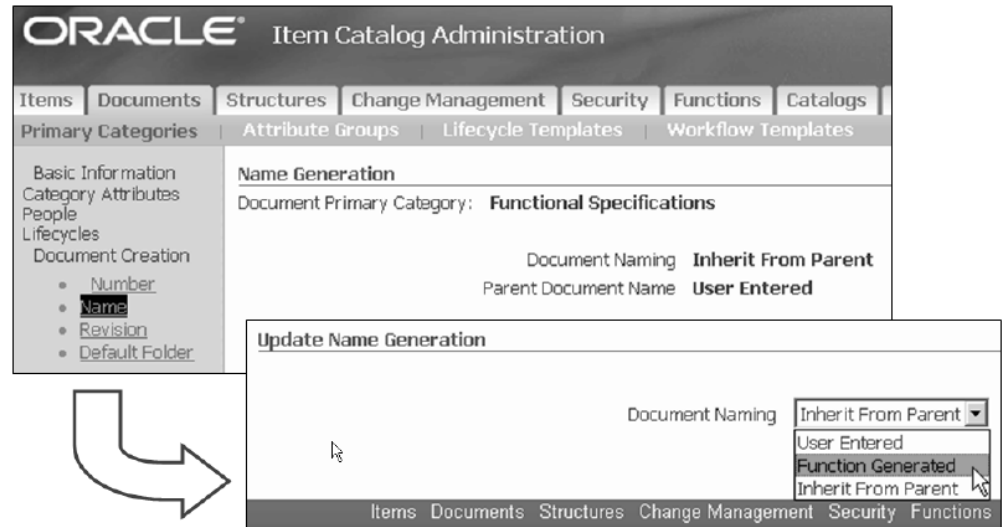 ORACLE® Item Catalog Administration
Items Documents Structures Change Management Security Functions Catalogs
Primary Categories | Attribute Groups | Lifecycle Templates | Workflow Templates
Basic Information
Category Attributes
People
Lifecycles
Document Creation
• Number
• Name
• Revision
• Default Folder
Name Generation
Document Primary Category: Functional Specifications
Document Naming Inherit From Parent
Parent Document Name User Entered
Update Name Generation
Document Naming Inherit From Parent
User Entered
Function Generated
Inherit From Parent
Items Documents Structures Change Management Security Functions